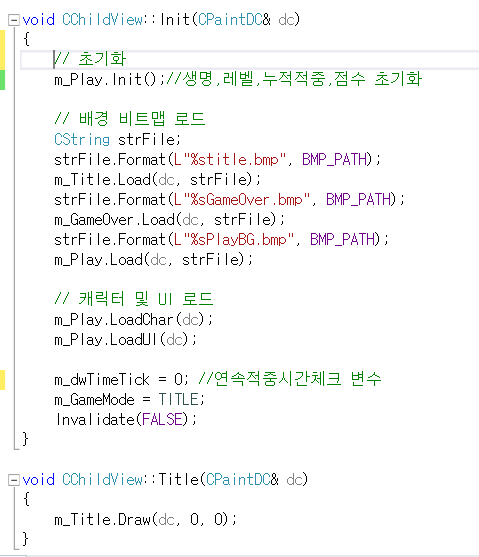 void CChildView::Init(CPaintDC& dc)
{
// 초기화
m_Play.Init();//생명,레벨,누적적중,점수 초기화
// 배경 비트맵 로드
CString strFile;
strFile.Format(L"%stitle.bmp", BMP_PATH);
m_Title.Load(dc, strFile);
strFile.Format(L"%sGameOver.bmp", BMP_PATH);
m_GameOver.Load(dc, strFile);
strFile.Format(L"%sPlayBG.bmp", BMP_PATH);
m_Play.Load(dc, strFile);
// 캐릭터 및 UI 로드
m_Play.LoadChar(dc);
m_Play.LoadUI(dc);
m_dwTimeTick = 0; //연속적중시간체크 변수
m_GameMode = TITLE;
Invalidate(FALSE);
}
void CChildView::Title(CPaintDC& dc)
{
m_Title.Draw(dc, 0, 0);
}